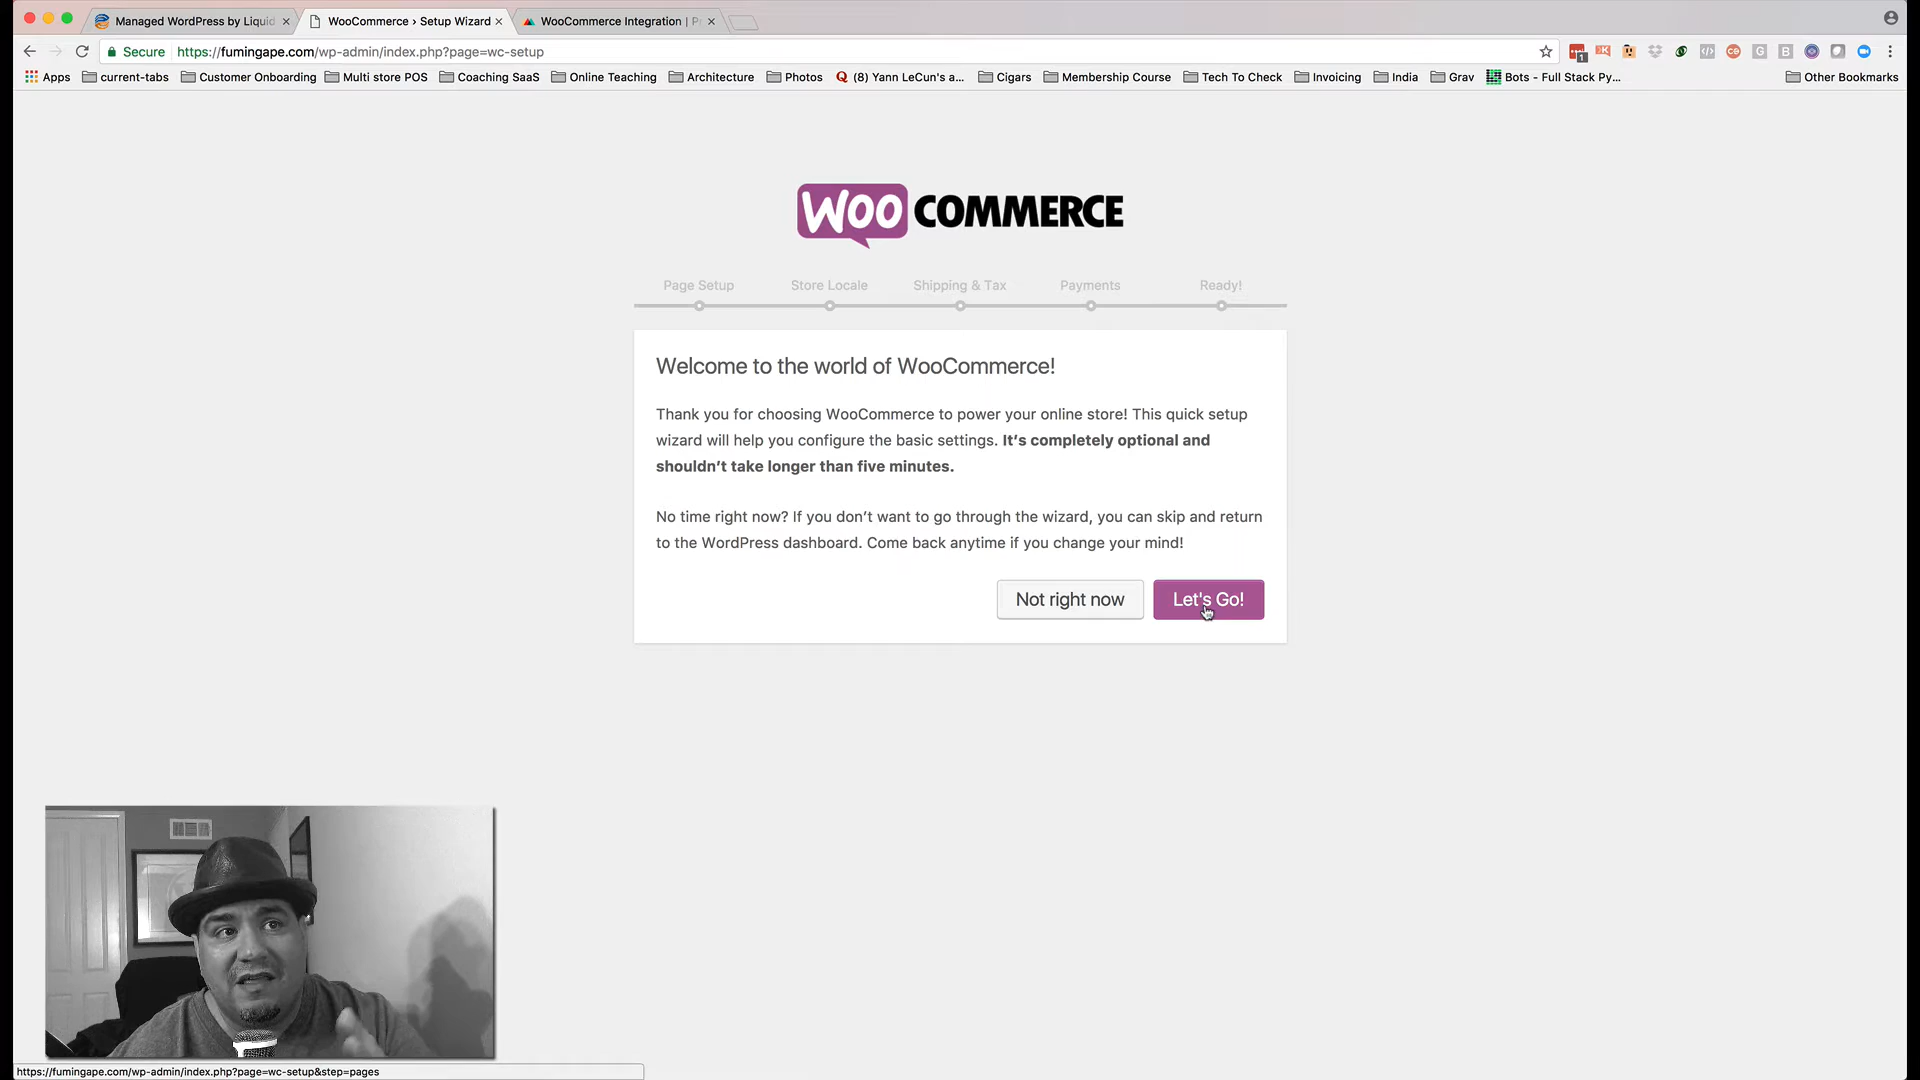 Managed WordPress by Liquid
WooCommerce › Setup Wizard
WooCommerce Integration | P
Secure
https://fumingape.com/wp-admin/index.php?page=wc-setup
Apps
current-tabs
Customer Onboarding
Multi store POS
Coaching SaaS
Online Teaching
Architecture
Photos
(8) Yann LeCun's a...
Cigars
Membership Course
Tech To Check
Invoicing
India
Grav
Bots - Full Stack Py...
Other Bookmarks
WOOCOMMERCE
Page Setup
Store Locale
Shipping & Tax
Payments
Ready!
Welcome to the world of WooCommerce!
Thank you for choosing WooCommerce to power your online store! This quick setup
wizard will help you configure the basic settings. It’s completely optional and
shouldn’t take longer than five minutes.
No time right now? If you don’t want to go through the wizard, you can skip and return
to the WordPress dashboard. Come back anytime if you change your mind!
Not right now
Let's Go!
https://fumingape.com/wp-admin/index.php?page=wc-setup&step=pages